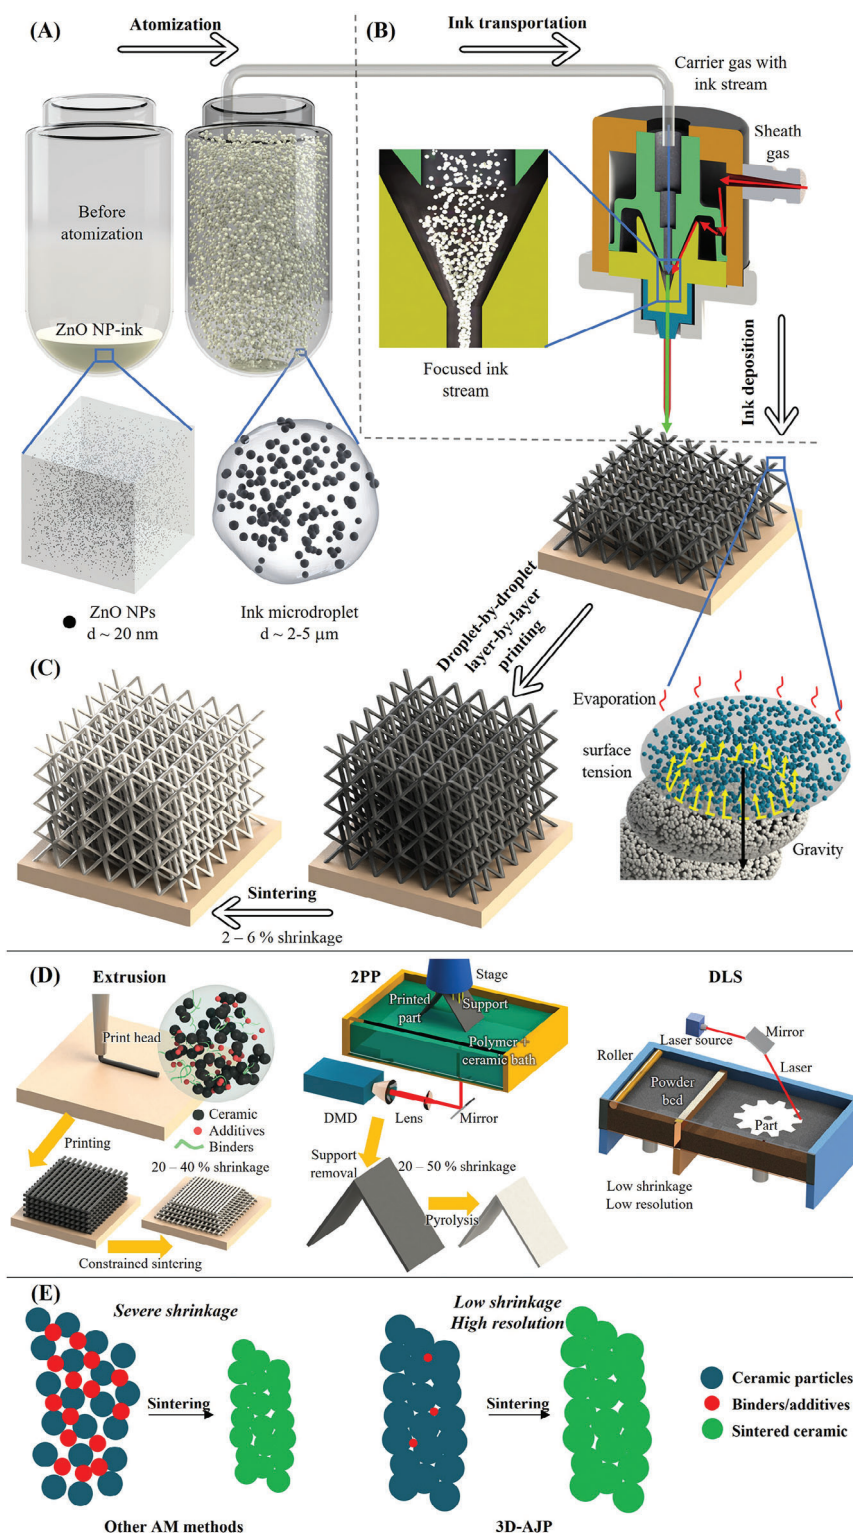 (A)
Atomization
(B)
Ink transportation
Carrier gas with
ink stream
Sheath
gas
Before
atomization
ZnO NP-ink
Focused ink
stream
Ink deposition
ZnO NPs
d ~ 20 nm
Ink microdroplet
d ~ 2-5 µm
Droplet-by-droplet
layer-by-layer
printing
(C)
Evaporation
surface
tension
Gravity
Sintering
2 – 6 % shrinkage
(D)
Extrusion
Print head
Ceramic
Additives
Binders
Printing
20 – 40 % shrinkage
Constrained sintering
2PP
Stage
Printed
part
Support
Polymer +
ceramic bath
DMD
Lens
Mirror
Support
removal
20 – 50 % shrinkage
Pyrolysis
DLS
Laser source
Mirror
Roller
Laser
Powder
bed
Part
Low shrinkage
Low resolution
(E)
Severe shrinkage
Low shrinkage
High resolution
Sintering
Sintering
Ceramic particles
Binders/additives
Sintered ceramic
Other AM methods
3D-AJP